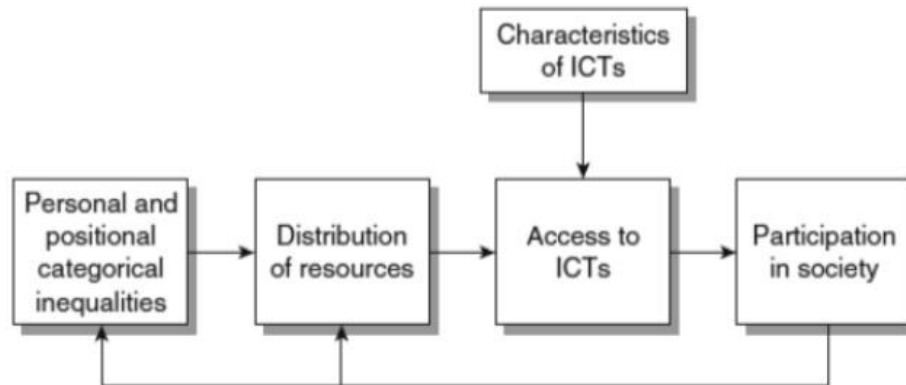 Characteristics
of ICTs
Personal and
positional
categorical
inequalities
Distribution
of resources
Access to
ICTs
Participation
in society